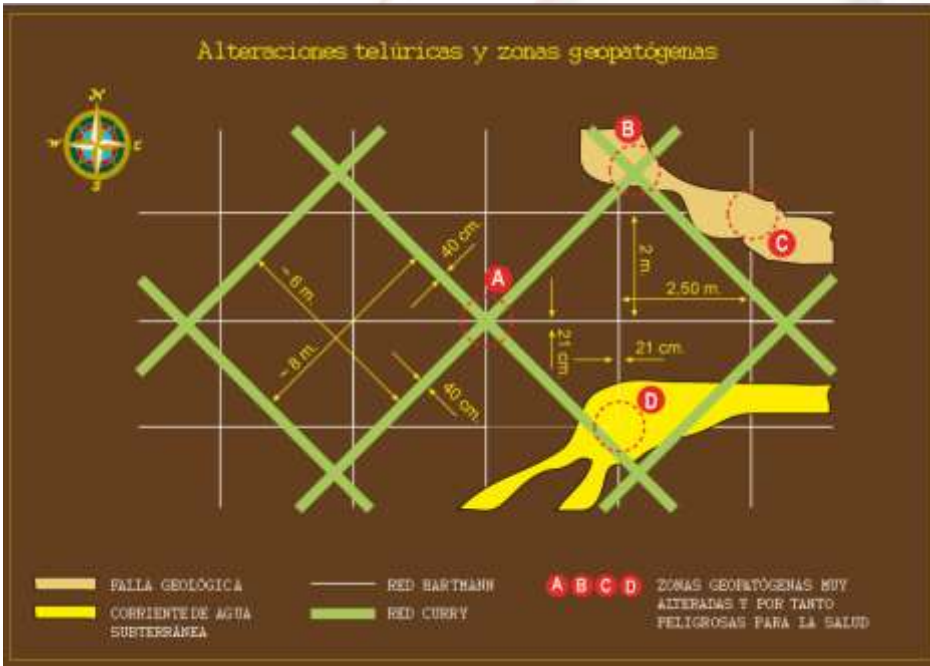 Alteraciones telúricas y zonas geopatógenas
N
W
E
S
B
C
A
40 cm.
~ 6 m.
~ 8 m.
2 m.
2,50 m.
21 cm
21 cm.
40 cm.
D
FALLA GEOLÓGICA
CORRIENTE DE AGUA
SUBTERRÁNEA
RED HARTMANN
RED CURRY
A B C D
ZONAS GEOPATÓGENAS MUY
ALTERADAS Y POR TANTO
PELIGROSAS PARA LA SALUD